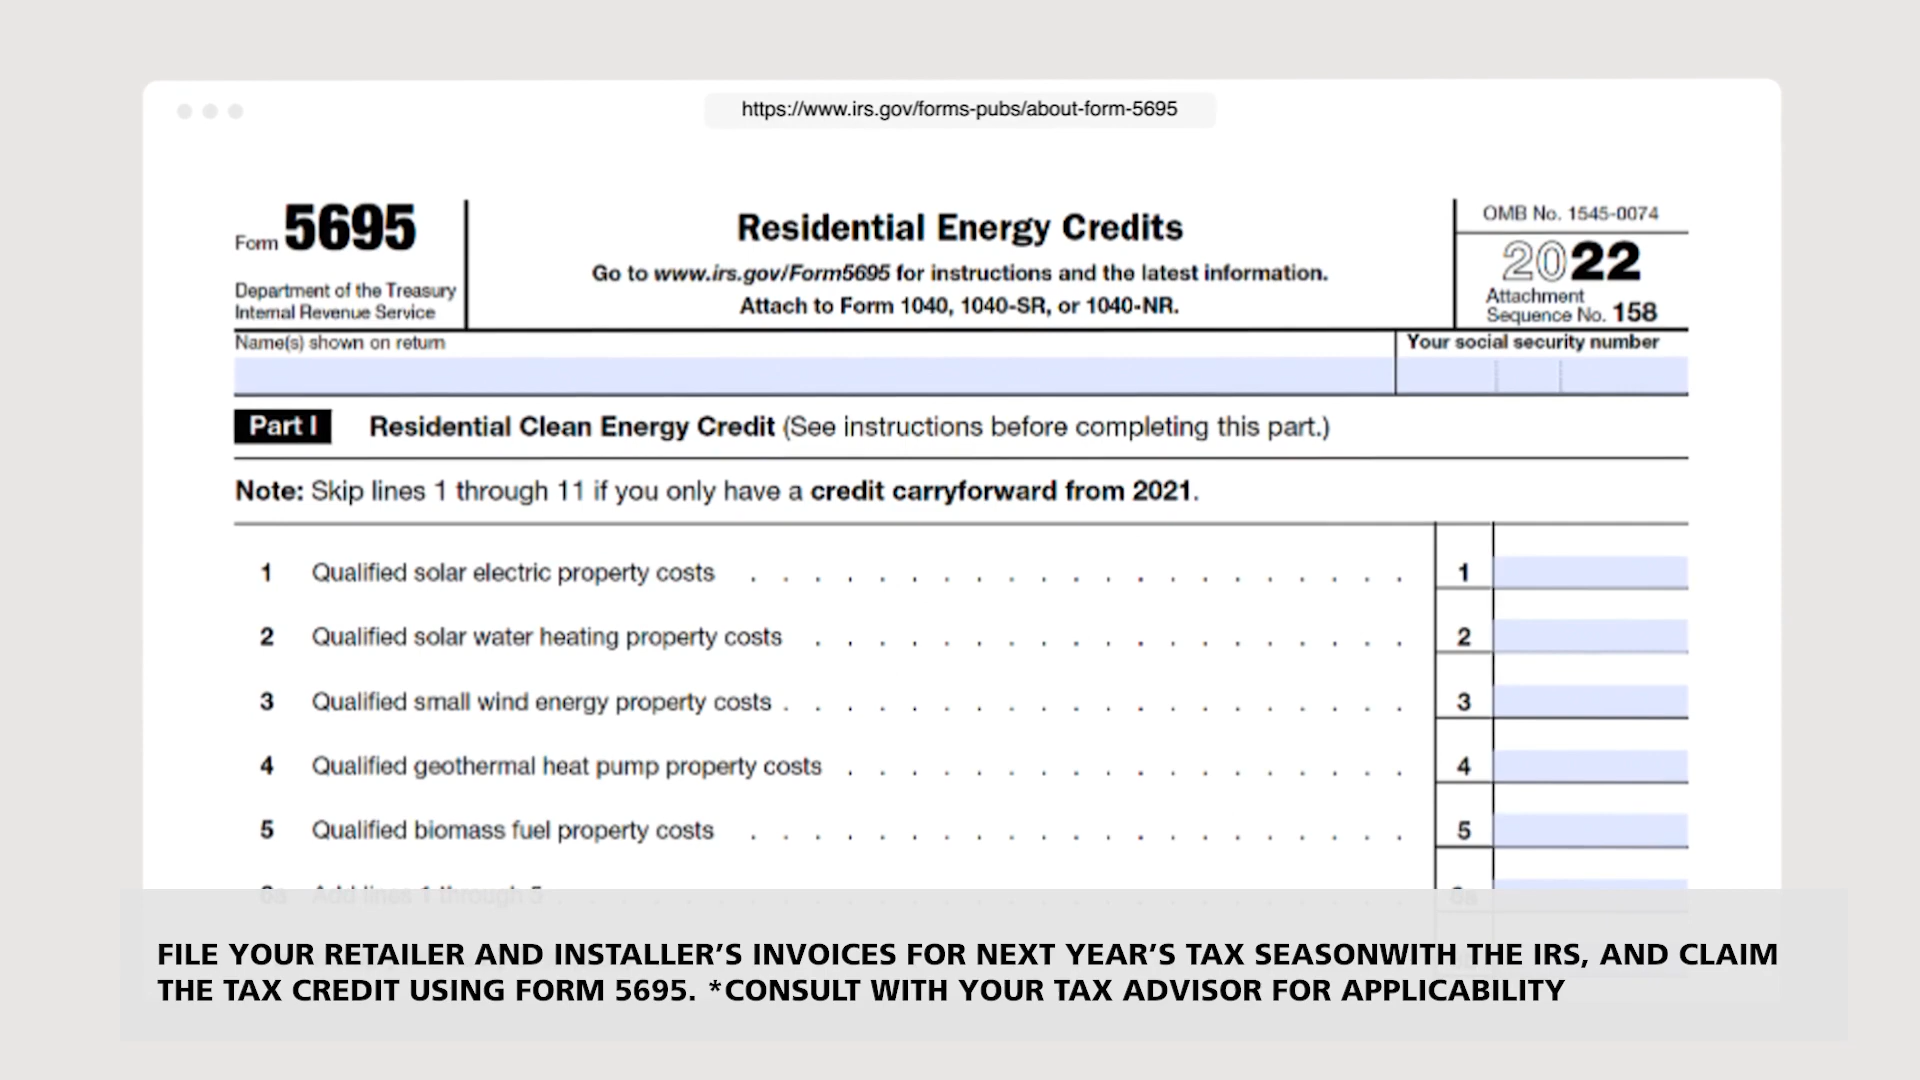 https://www.irs.gov/forms-pubs/about-form-5695
Form 5695
Department of the Treasury
Internal Revenue Service
Residential Energy Credits
Go to www.irs.gov/Form5695 for instructions and the latest information.
Attach to Form 1040, 1040-SR, or 1040-NR.
OMB No. 1545-0074
2022
Attachment
Sequence No. 158
Name(s) shown on return
Your social security number
Part I Residential Clean Energy Credit (See instructions before completing this part.)
Note: Skip lines 1 through 11 if you only have a credit carryforward from 2021.
1 Qualified solar electric property costs . . . . . . . . . . . . . . . . . . . . . 1
2 Qualified solar water heating property costs . . . . . . . . . . . . . . . . . . . 2
3 Qualified small wind energy property costs . . . . . . . . . . . . . . . . . . . . 3
4 Qualified geothermal heat pump property costs . . . . . . . . . . . . . . . . . . 4
5 Qualified biomass fuel property costs . . . . . . . . . . . . . . . . . . . . . 5
6a Add lines 1 through 5 6a
FILE YOUR RETAILER AND INSTALLER’S INVOICES FOR NEXT YEAR’S TAX SEASONWITH THE IRS, AND CLAIM
THE TAX CREDIT USING FORM 5695. *CONSULT WITH YOUR TAX ADVISOR FOR APPLICABILITY